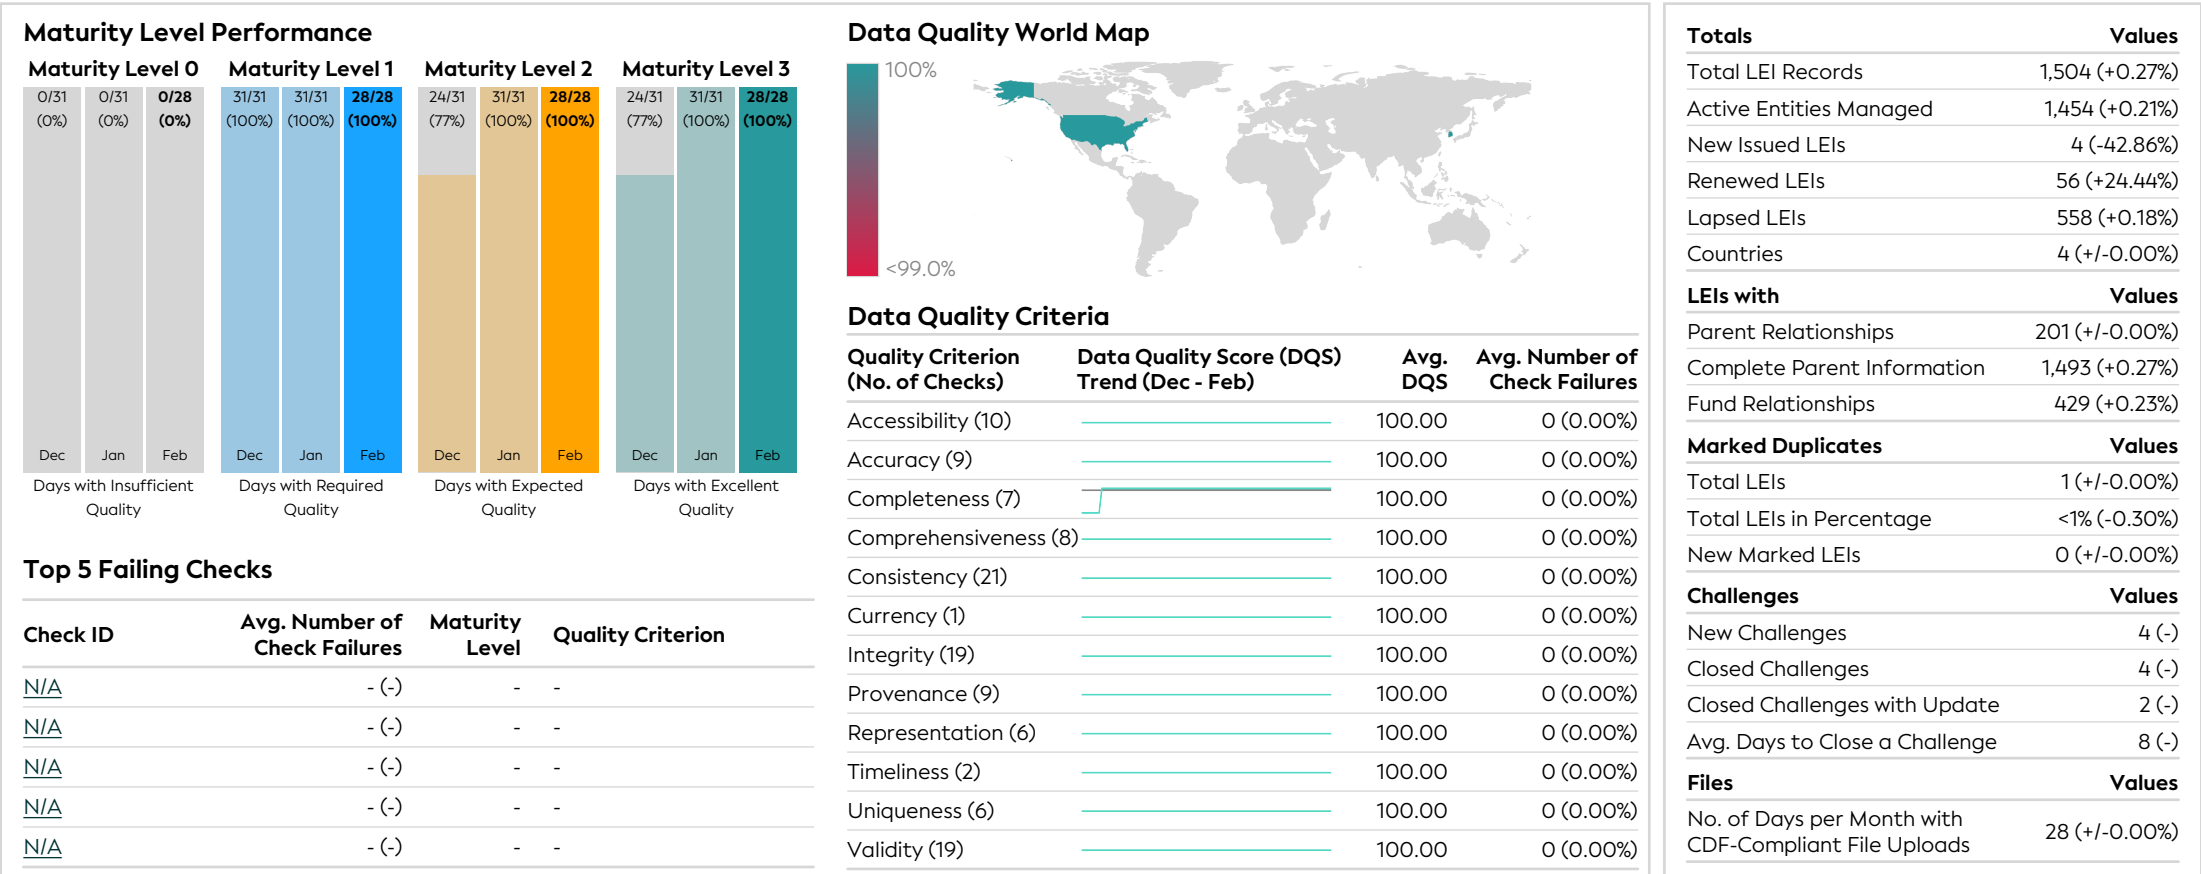 Maturity Level Performance
Maturity Level 0
Maturity Level 1
Maturity Level 2
Maturity Level 3
0/31 0/31 0/28
(0%) (0%) (0%)
Dec Jan Feb
Days with Insufficient
Quality
31/31 31/31 28/28
(100%) (100%) (100%)
Dec Jan Feb
Days with Required
Quality
24/31 31/31 28/28
(77%) (100%) (100%)
Dec Jan Feb
Days with Expected
Quality
24/31 31/31 28/28
(77%) (100%) (100%)
Dec Jan Feb
Days with Excellent
Quality
Top 5 Failing Checks
Check ID
Avg. Number of
Check Failures
Maturity
Level
Quality Criterion
N/A - (-) - -
N/A - (-) - -
N/A - (-) - -
N/A - (-) - -
N/A - (-) - -
Data Quality World Map
100%
<99.0%
Data Quality Criteria
Quality Criterion
(No. of Checks)
Data Quality Score (DQS)
Trend (Dec - Feb)
Avg.
DQS
Avg. Number of
Check Failures
Accessibility (10) 100.00 0 (0.00%)
Accuracy (9) 100.00 0 (0.00%)
Completeness (7) 100.00 0 (0.00%)
Comprehensiveness (8) 100.00 0 (0.00%)
Consistency (21) 100.00 0 (0.00%)
Currency (1) 100.00 0 (0.00%)
Integrity (19) 100.00 0 (0.00%)
Provenance (9) 100.00 0 (0.00%)
Representation (6) 100.00 0 (0.00%)
Timeliness (2) 100.00 0 (0.00%)
Uniqueness (6) 100.00 0 (0.00%)
Validity (19) 100.00 0 (0.00%)
Totals Values
Total LEI Records 1,504 (+0.27%)
Active Entities Managed 1,454 (+0.21%)
New Issued LEIs 4 (-42.86%)
Renewed LEIs 56 (+24.44%)
Lapsed LEIs 558 (+0.18%)
Countries 4 (+/-0.00%)
LEIs with Values
Parent Relationships 201 (+/-0.00%)
Complete Parent Information 1,493 (+0.27%)
Fund Relationships 429 (+0.23%)
Marked Duplicates Values
Total LEIs 1 (+/-0.00%)
Total LEIs in Percentage <1% (-0.30%)
New Marked LEIs 0 (+/-0.00%)
Challenges Values
New Challenges 4 (-)
Closed Challenges 4 (-)
Closed Challenges with Update 2 (-)
Avg. Days to Close a Challenge 8 (-)
Files Values
No. of Days per Month with
CDF-Compliant File Uploads 28 (+/-0.00%)